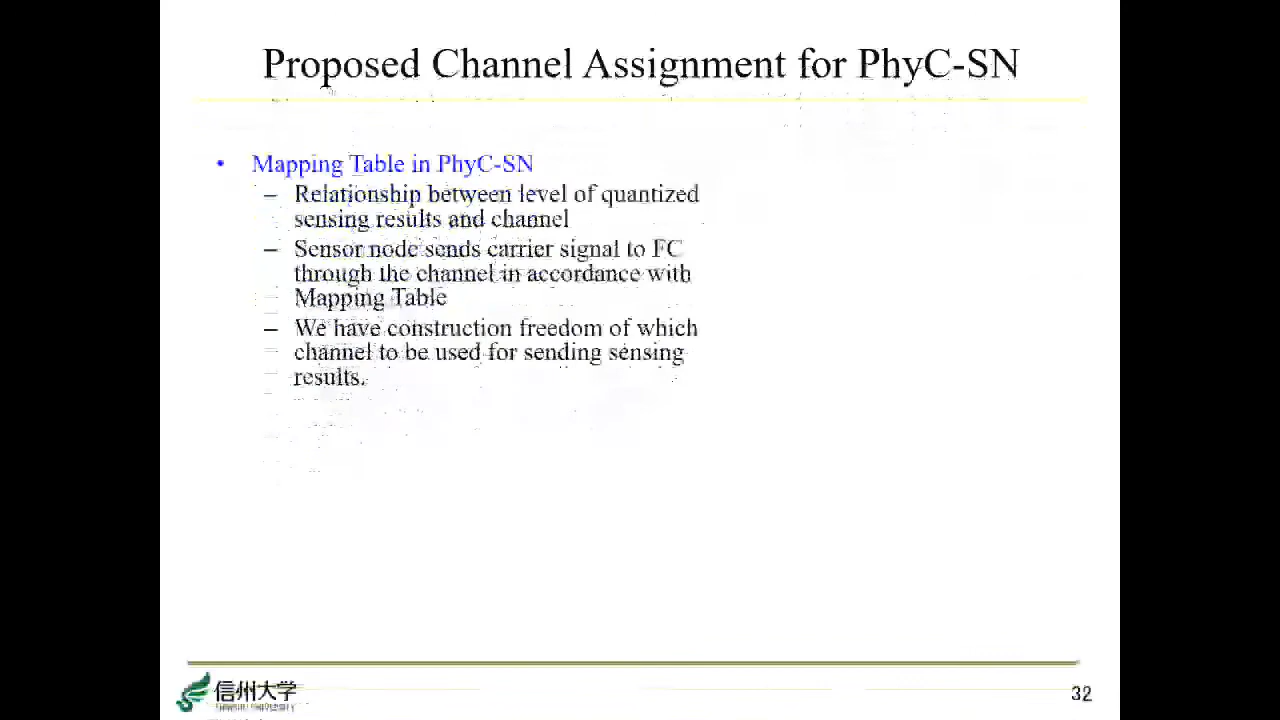 Proposed Channel Assignment for PhyC-SN
• Mapping Table in PhyC-SN
– Relationship between level of quantized
sensing results and channel
– Sensor node sends carrier signal to FC
through the channel in accordance with
Mapping Table
– We have construction freedom of which
channel to be used for sending sensing
results.
信州大学
SHINSHU UNIVERSITY
32